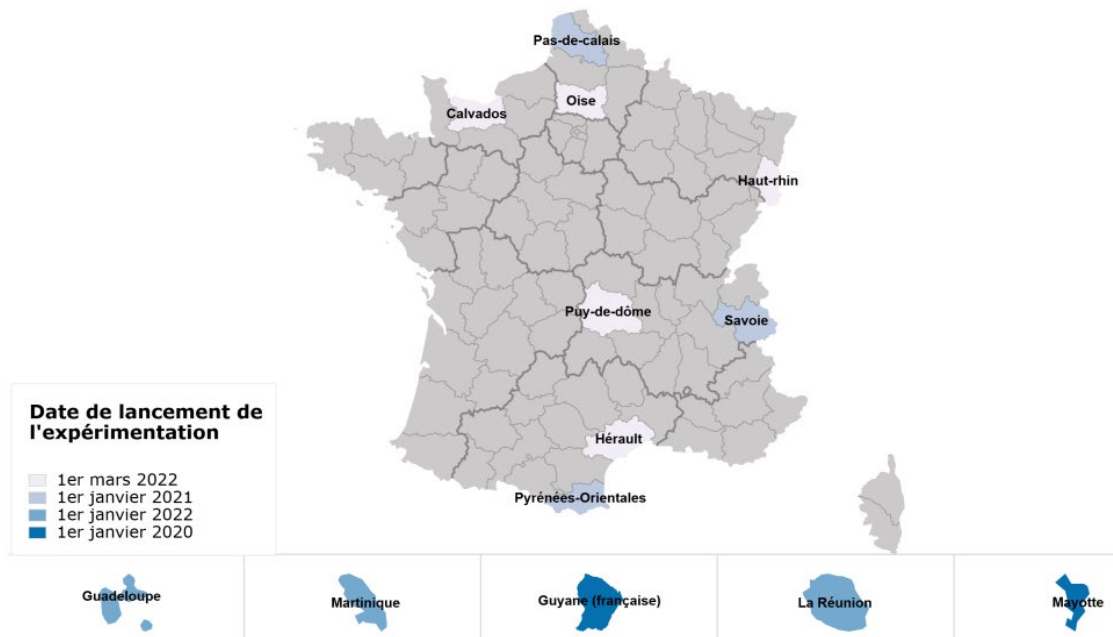 Pas-de-calais
Oise
Calvados
Haut-rhin
Puy-de-dôme
Savoie
Hérault
Pyrénées-Orientales
Date de lancement de
l'expérimentation
1er mars 2022
1er janvier 2021
1er janvier 2022
1er janvier 2020
Guadeloupe
Martinique
Guyane (française)
La Réunion
Mayotte